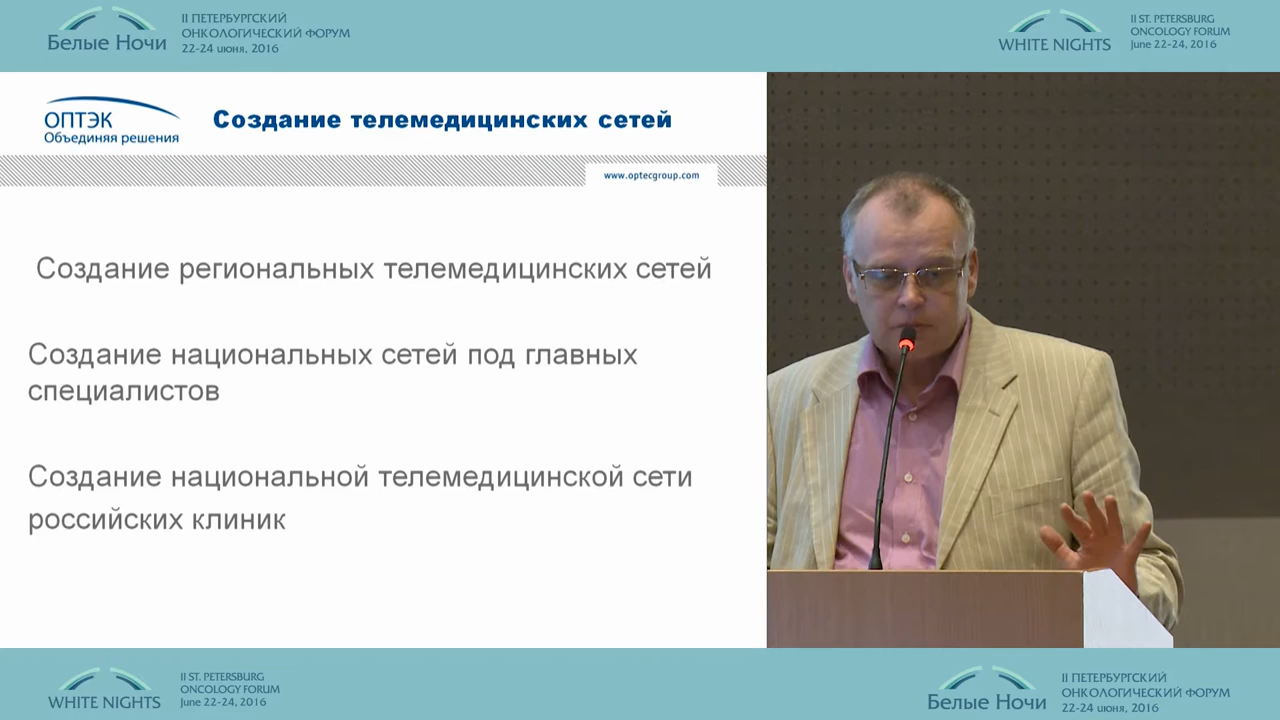 Белые Ночи
II ПЕТЕРБУРГСКИЙ
ОНКОЛОГИЧЕСКИЙ ФОРУМ
22-24 июня, 2016
WHITE NIGHTS
II ST. PETERSBURG
ONCOLOGY FORUM
June 22-24, 2016
ОПТЭК
Объединяя решения
Создание телемедицинских сетей
www.optecgroup.com
Создание региональных телемедицинских сетей
Создание национальных сетей под главных
специалистов
Создание национальной телемедицинской сети
российских клиник
WHITE NIGHTS
II ST. PETERSBURG
ONCOLOGY FORUM
June 22-24, 2016
Белые Ночи
II ПЕТЕРБУРГСКИЙ
ОНКОЛОГИЧЕСКИЙ ФОРУМ
22-24 июня, 2016